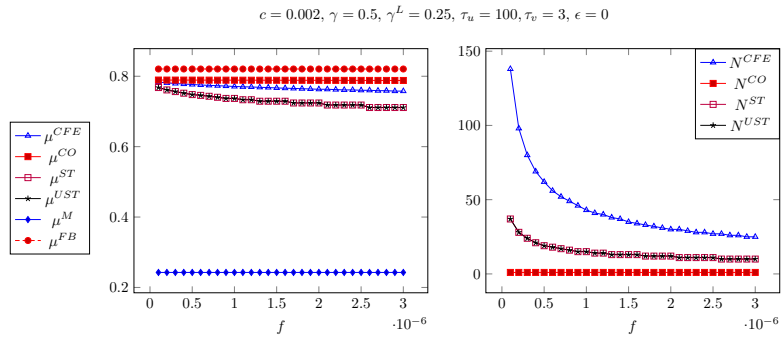 c = 0.002, γ = 0.5, γ^L = 0.25, τ_u = 100, τ_v = 3, ϵ = 0
μ^CFE
μ^CO
μ^ST
μ^UST
μ^M
μ^FB
0.8
0.6
0.4
0.2
0 0.5 1 1.5 2 2.5 3
·10^-6
f
150
100
50
0
N^CFE
N^CO
N^ST
N^UST
0 0.5 1 1.5 2 2.5 3
·10^-6
f